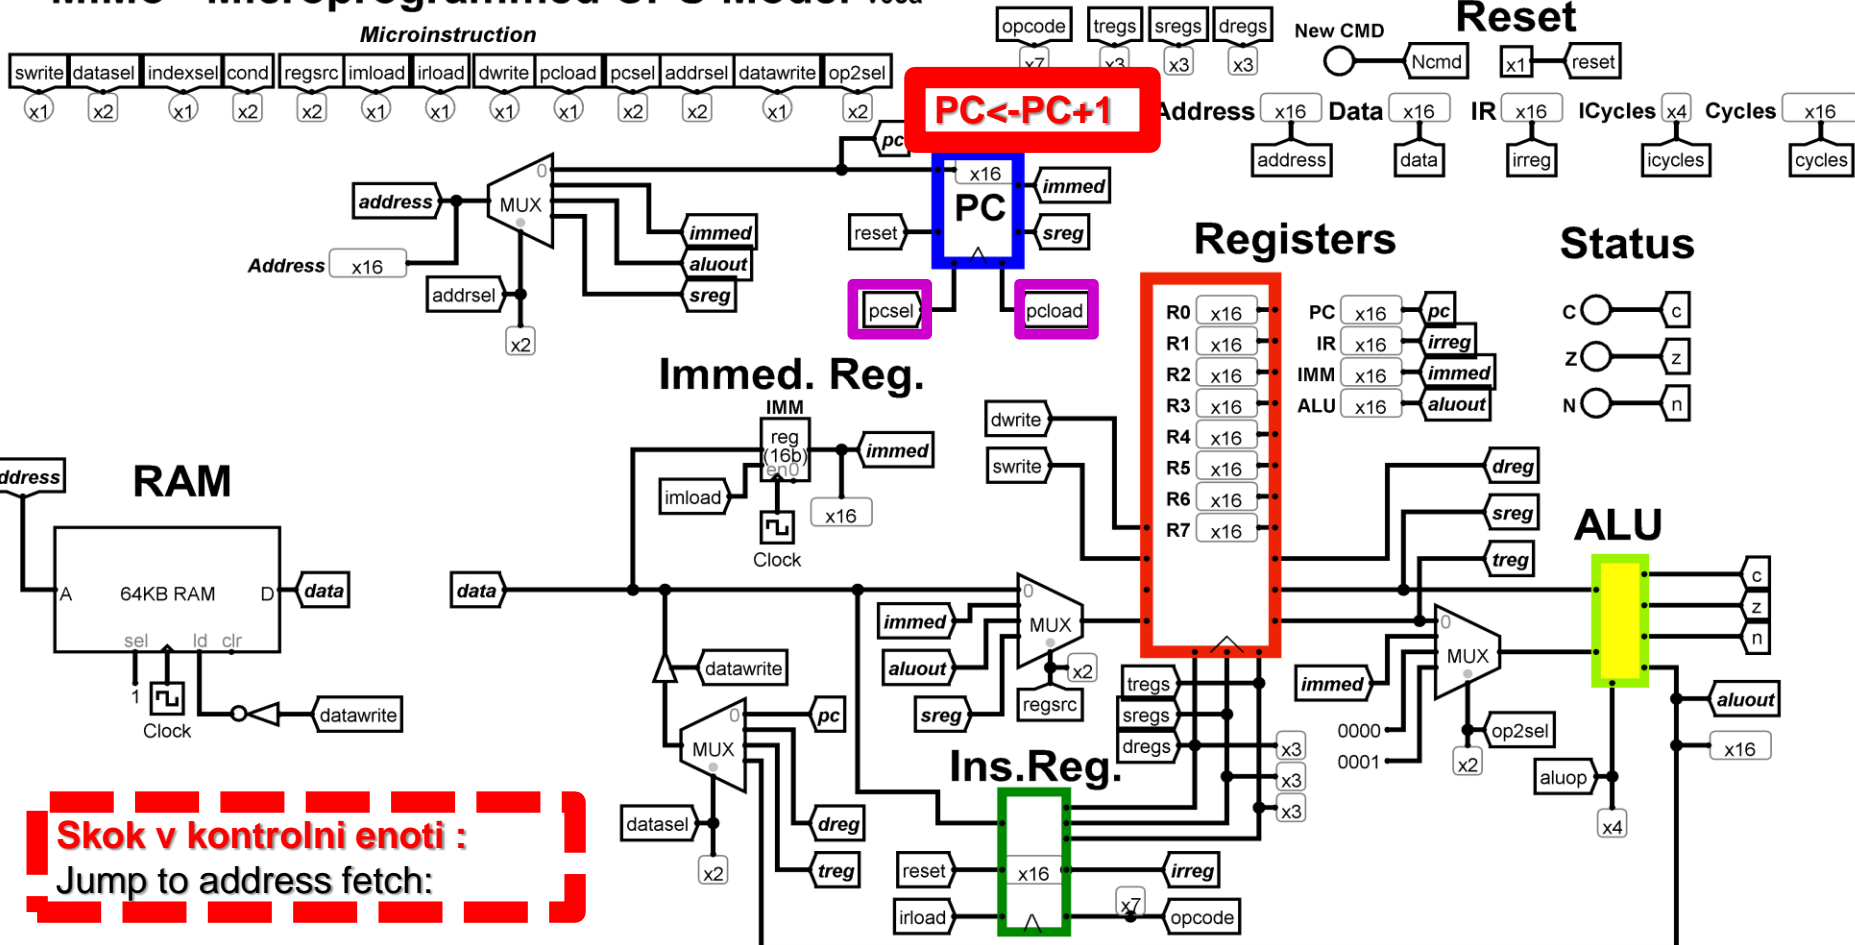 Microinstruction
swrite datasel indexsel cond regsrc imload irload dwrite pcload pcsel addrsel datawrite op2sel
x1 x2 x1 x2 x2 x1 x1 x1 x1 x2 x2 x1 x2
opcode tregs sregs dregs
x7 x3 x3 x3
Reset
New CMD
Ncmd
x1 reset
PC<-PC+1
Address x16 Data x16 IR x16 ICycles x4 Cycles x16
address data irreg icycles cycles
pc
0
x16
PC
immed
address
MUX
immed
reset
sreg
Address x16
aluout
addrsel
sreg
x2
pcsel
pcload
Registers
Status
R0 x16
R1 x16
R2 x16
R3 x16
R4 x16
R5 x16
R6 x16
R7 x16
PC x16 pc
IR x16 irreg
IMM x16 immed
ALU x16 aluout
C c
Z z
N n
Immed. Reg.
IMM
reg
(16b)
en0
immed
imload
x16
Clock
dwrite
swrite
dreg
sreg
treg
ddress
RAM
A 64KB RAM D data
sel ld clr
1
Clock
datawrite
data
0
immed
MUX
aluout
x2
sreg
regsrc
datawrite
0 pc
MUX
datasel
dreg
x2
treg
tregs
sregs
dregs
x3
x3
x3
ALU
c
z
n
0
MUX
immed
0000
0001
op2sel
x2
aluout
x16
aluop
x4
Ins.Reg.
reset
x16
irreg
irload
x7
opcode
Skok v kontrolni enoti :
Jump to address fetch: